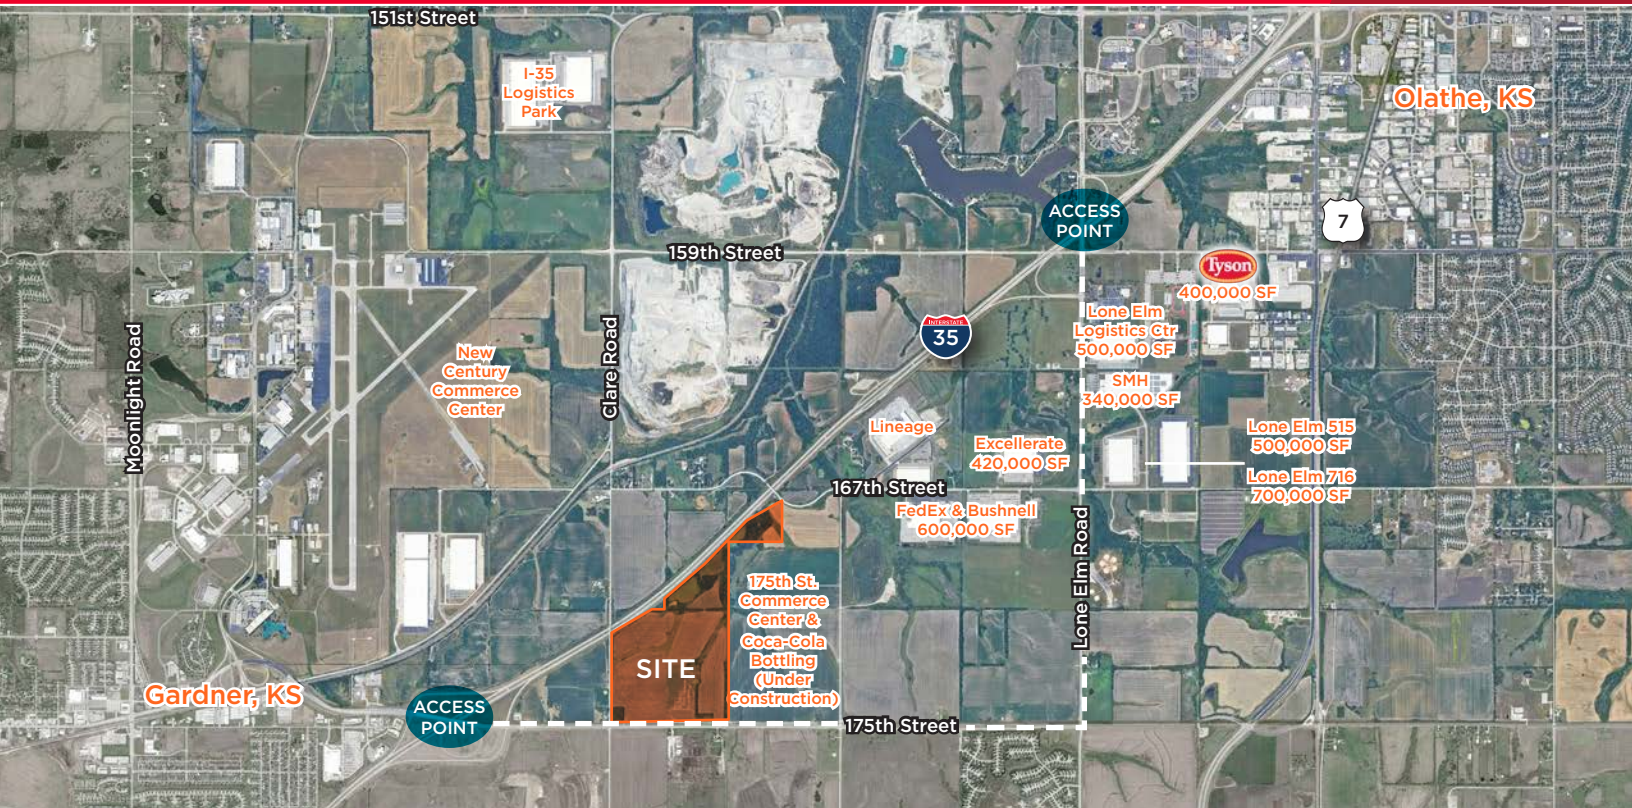 151st Street
I-35
Logistics
Park
Olathe, KS
ACCESS
POINT
7
159th Street
Tyson
400,000 SF
INTERSTATE
35
Lone Elm
Logistics Ctr
500,000 SF
Moonlight Road
New
Century
Commerce
Center
Clare Road
SMH
340,000 SF
Lineage
Excellerate
420,000 SF
Lone Elm 515
500,000 SF
Lone Elm 716
700,000 SF
167th Street
FedEx & Bushnell
600,000 SF
Lone Elm Road
175th St.
Commerce
Center &
Coca-Cola
Bottling
(Under
Construction)
SITE
Gardner, KS
ACCESS
POINT
175th Street